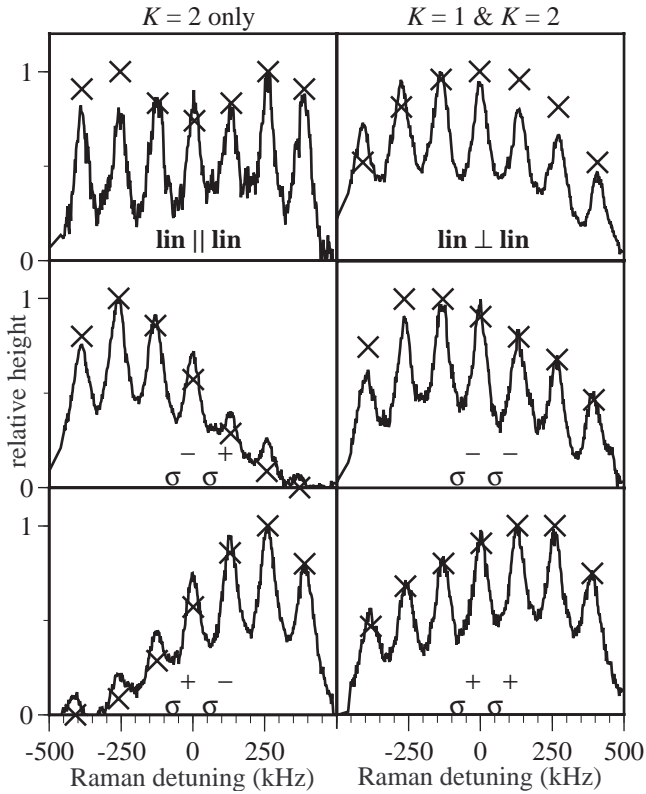 K = 2 only
K = 1 & K = 2
1
lin || lin
lin ⊥ lin
0
1
relative height
− +
σ σ
− −
σ σ
0
1
+ −
σ σ
+ +
σ σ
0
-500 -250 0 250
-250 0 250 500
Raman detuning (kHz)
Raman detuning (kHz)